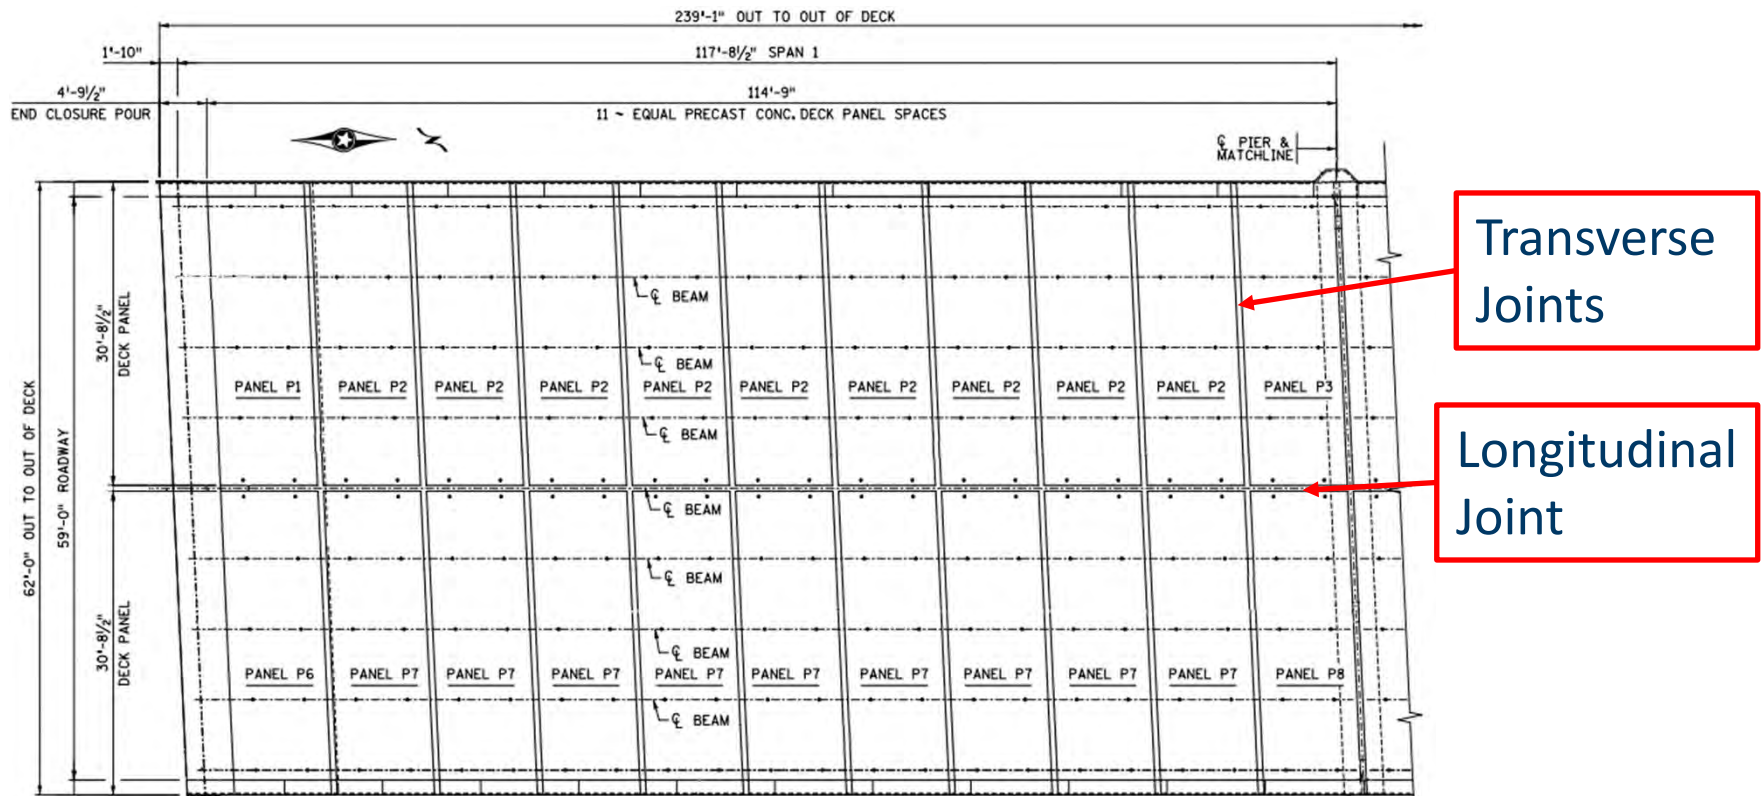 239'-1" OUT TO OUT OF DECK
1'-10"
117'-8½" SPAN 1
4'-9½"
END CLOSURE POUR
114'-9"
11 ~ EQUAL PRECAST CONC. DECK PANEL SPACES
℄ PIER &
MATCHLINE
N
Transverse
Joints
Longitudinal
Joint
62'-0" OUT TO OUT OF DECK
59'-0" ROADWAY
30'-8½"
DECK PANEL
30'-8½"
DECK PANEL
℄ BEAM
℄ BEAM
PANEL P1 PANEL P2 PANEL P2 PANEL P2 PANEL P2 PANEL P2 PANEL P2 PANEL P2 PANEL P2 PANEL P2 PANEL P3
℄ BEAM
℄ BEAM
℄ BEAM
℄ BEAM
PANEL P6 PANEL P7 PANEL P7 PANEL P7 PANEL P7 PANEL P7 PANEL P7 PANEL P7 PANEL P7 PANEL P7 PANEL P8
℄ BEAM